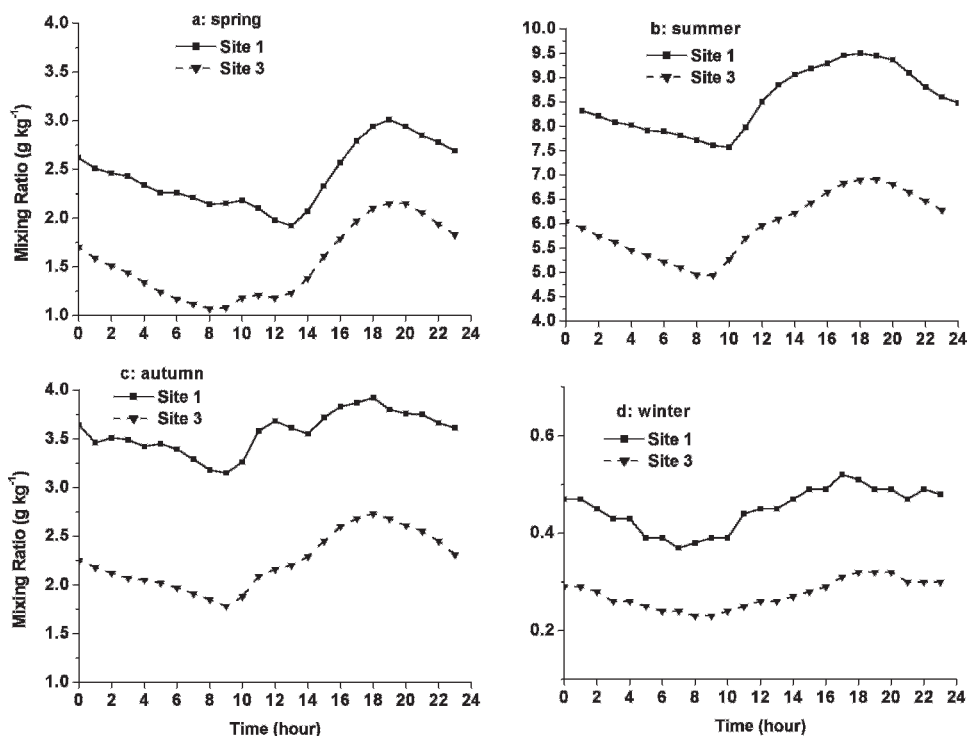 a: spring
Site 1
Site 3
Mixing Ratio (g kg⁻¹)
4.0
3.5
3.0
2.5
2.0
1.5
1.0
0 2 4 6 8 10 12 14 16 18 20 22 24
b: summer
Site 1
Site 3
10.0
9.5
9.0
8.5
8.0
7.5
7.0
6.5
6.0
5.5
5.0
4.5
4.0
0 2 4 6 8 10 12 14 16 18 20 22 24
c: autumn
Site 1
Site 3
Mixing Ratio (g kg⁻¹)
4.0
3.5
3.0
2.5
2.0
1.5
1.0
0 2 4 6 8 10 12 14 16 18 20 22 24
Time (hour)
d: winter
Site 1
Site 3
0.6
0.4
0.2
0 2 4 6 8 10 12 14 16 18 20 22 24
Time (hour)